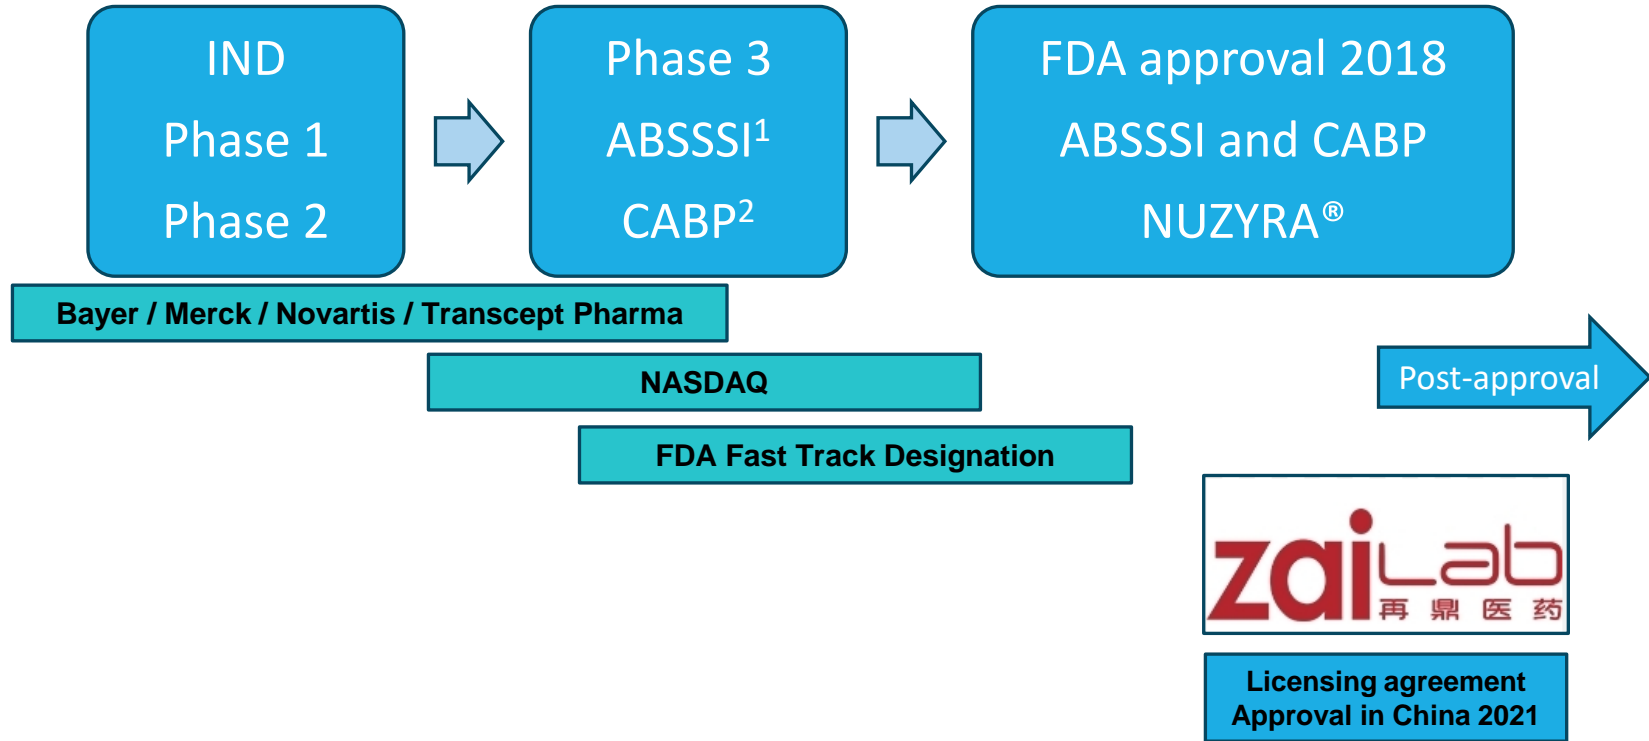 IND
Phase 1
Phase 2
Phase 3
ABSSSI¹
CABP²
FDA approval 2018
ABSSSI and CABP
NUZYRA®
Bayer / Merck / Novartis / Transcept Pharma
NASDAQ
FDA Fast Track Designation
Post-approval
zaiLab
再鼎医药
Licensing agreement
Approval in China 2021